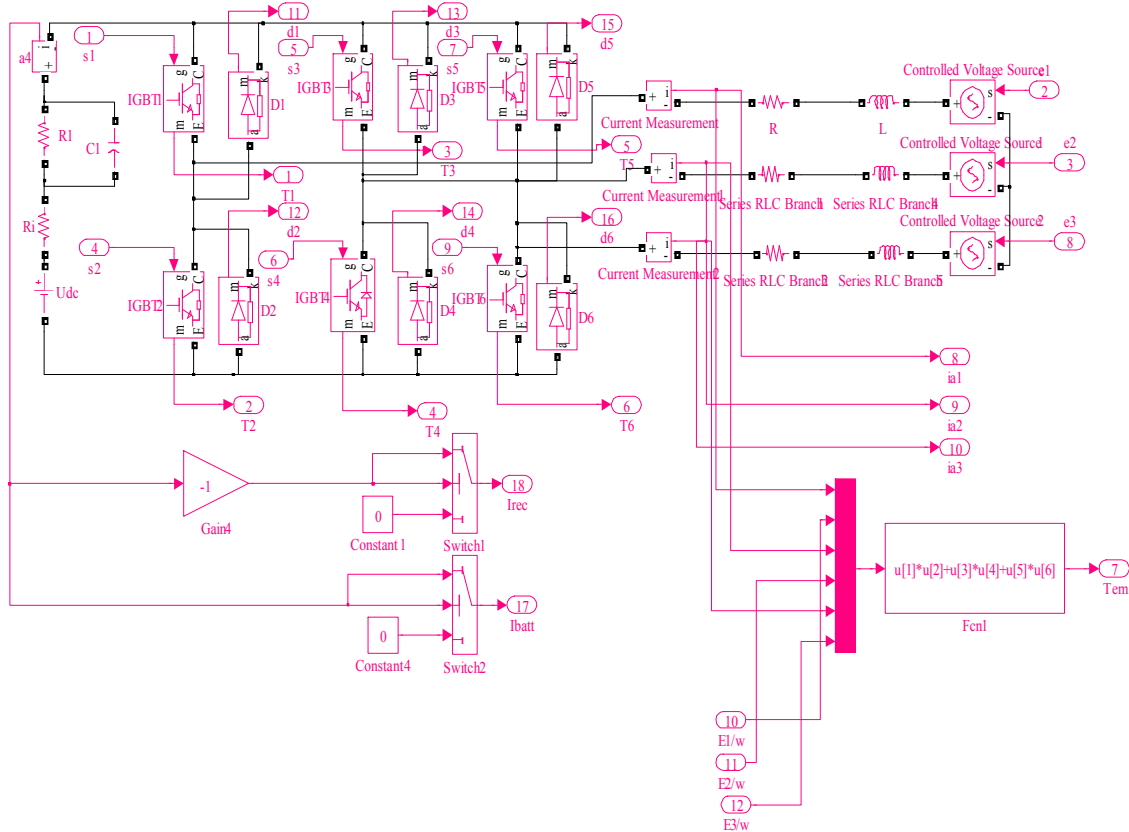 11
d1
13
d3
15
d5
a4
i
+
1
s1
s3
5
s5
7
g
C
IGBT1
m
E
m
k
D1
a
g
C
IGBT3
m
E
m
k
D3
a
g
C
IGBT5
m
E
m
k
D5
a
R1
C1
Ri
Udc
+
1
T1
3
T3
5
T5
12
d2
14
d4
16
d6
4
s2
6
s4
9
s6
g
C
IGBT2
m
E
m
D2
a
g
C
IGBT4
m
E
m
D4
a
g
C
IGBT6
m
E
m
D6
a
2
T2
4
T4
6
T6
+
i
-
Current Measurement
R
L
Controlled Voltage Source
+
s
-
e1
2
+
i
-
Current Measurement1
Series RLC Branch1
Series RLC Branch4
Controlled Voltage Source1
+
s
-
e2
3
+
i
-
Current Measurement2
Series RLC Branch2
Series RLC Branch5
Controlled Voltage Source2
+
s
-
e3
8
8
ia1
9
ia2
10
ia3
-1
Gain4
0
Constant1
Switch1
18
Irec
0
Constant4
Switch2
17
Ibatt
u[1]*u[2]+u[3]*u[4]+u[5]*u[6]
Fcn1
7
Tem
10
E1/w
11
E2/w
12
E3/w